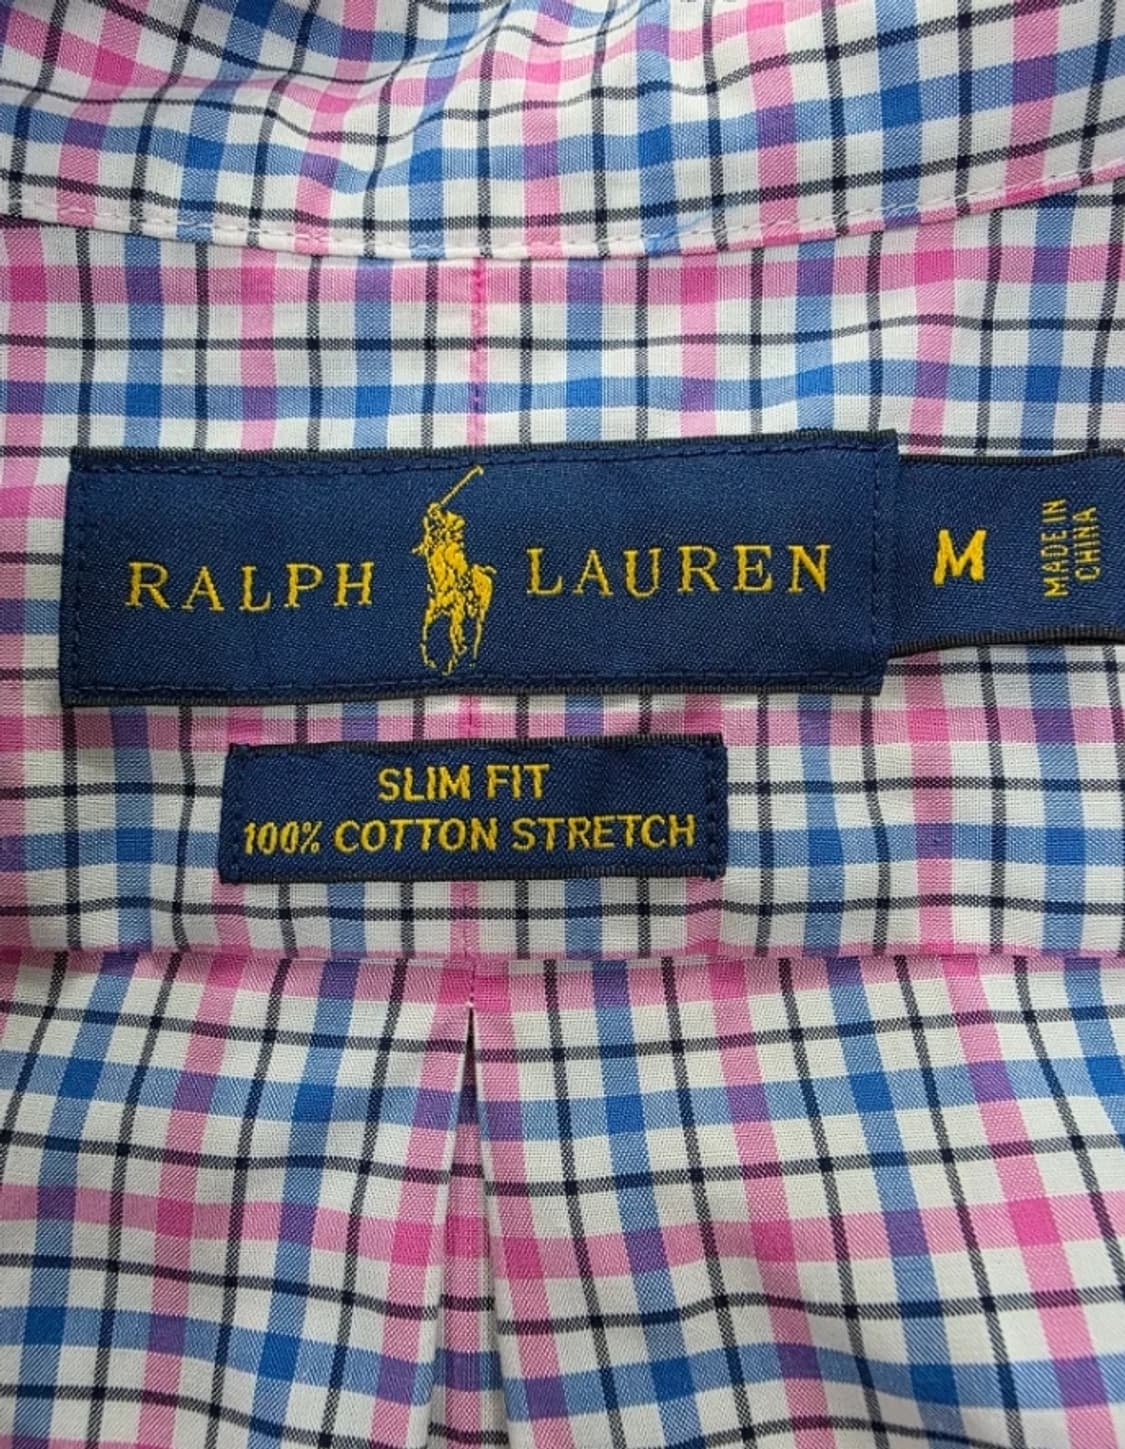 RALPH LAUREN
M
MADE IN
CHINA
SLIM FIT
100% COTTON STRETCH